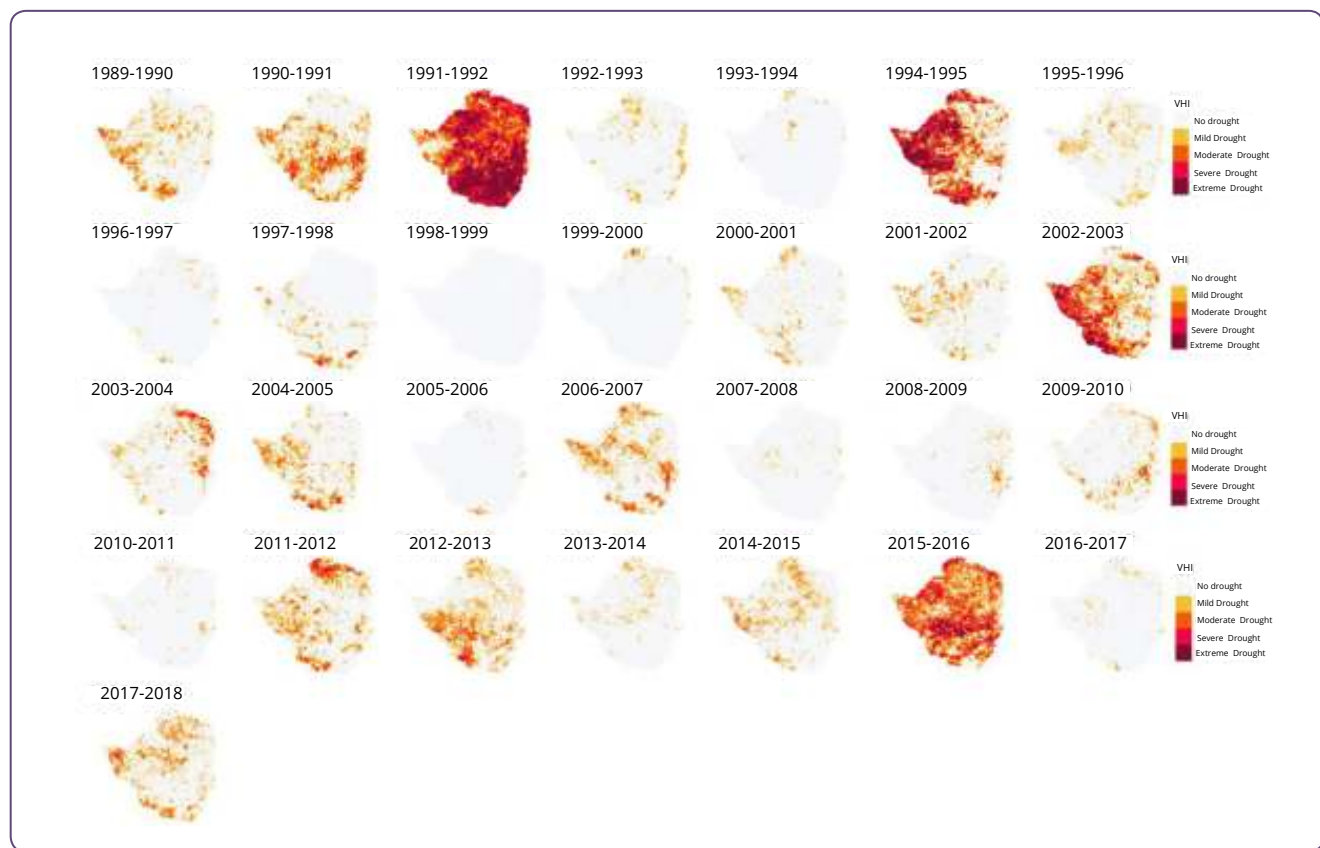 1989-1990 1990-1991 1991-1992 1992-1993 1993-1994 1994-1995 1995-1996
VHI
No drought
Mild Drought
Moderate Drought
Severe Drought
Extreme Drought
1996-1997 1997-1998 1998-1999 1999-2000 2000-2001 2001-2002 2002-2003
VHI
No drought
Mild Drought
Moderate Drought
Severe Drought
Extreme Drought
2003-2004 2004-2005 2005-2006 2006-2007 2007-2008 2008-2009 2009-2010
VHI
No drought
Mild Drought
Moderate Drought
Severe Drought
Extreme Drought
2010-2011 2011-2012 2012-2013 2013-2014 2014-2015 2015-2016 2016-2017
VHI
No drought
Mild Drought
Moderate Drought
Severe Drought
Extreme Drought
2017-2018